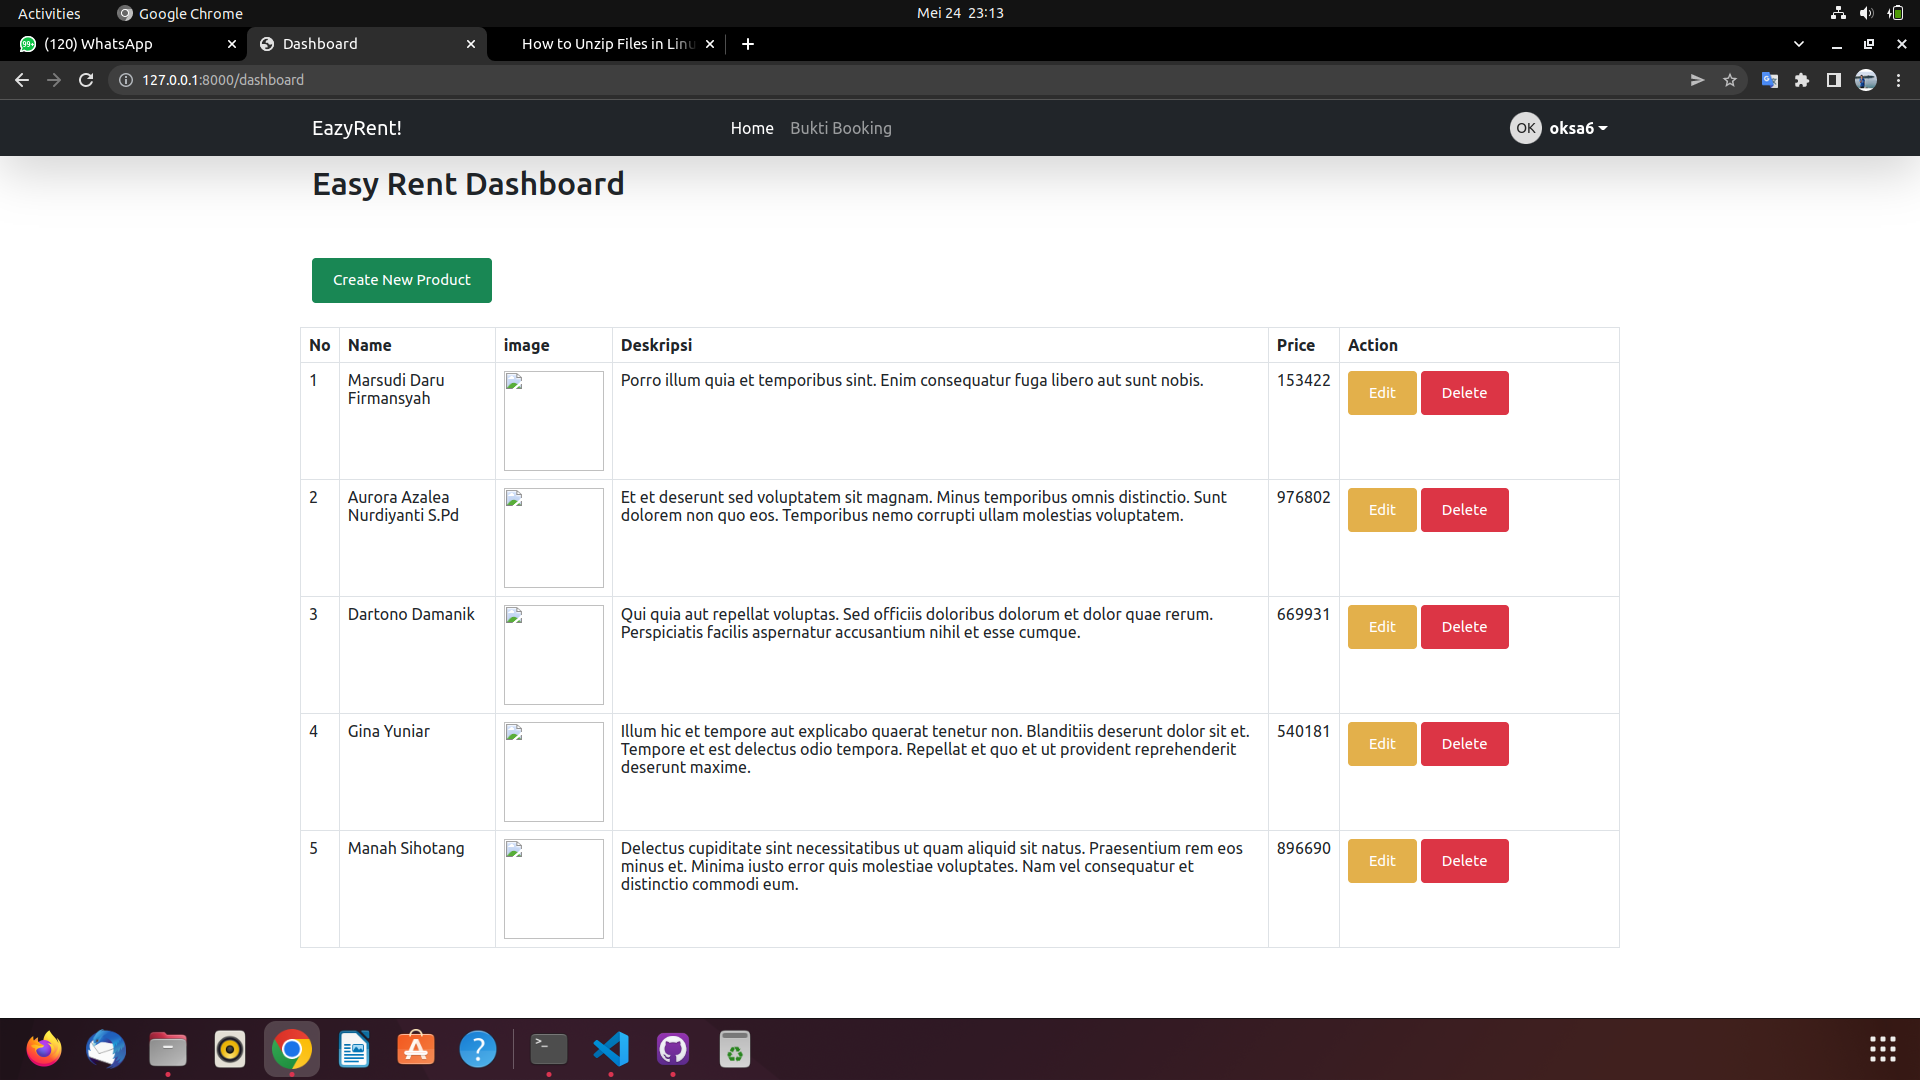 Activities
Google Chrome
Mei 24 23:13
(120) WhatsApp
Dashboard
How to Unzip Files in Linu
127.0.0.1:8000/dashboard
EazyRent!
Home
Bukti Booking
OK
oksa6
Easy Rent Dashboard
Create New Product
No Name image Deskripsi Price Action
1 Marsudi Daru Porro illum quia et temporibus sint. Enim consequatur fuga libero aut sunt nobis. 153422 Edit Delete
Firmansyah
2 Aurora Azalea Et et deserunt sed voluptatem sit magnam. Minus temporibus omnis distinctio. Sunt 976802 Edit Delete
Nurdiyanti S.Pd dolorem non quo eos. Temporibus nemo corrupti ullam molestias voluptatem.
3 Dartono Damanik Qui quia aut repellat voluptas. Sed officiis doloribus dolorum et dolor quae rerum. 669931 Edit Delete
Perspiciatis facilis aspernatur accusantium nihil et esse cumque.
4 Gina Yuniar Illum hic et tempore aut explicabo quaerat tenetur non. Blanditiis deserunt dolor sit et. 540181 Edit Delete
Tempore et est delectus odio tempora. Repellat et quo et ut provident reprehenderit
deserunt maxime.
5 Manah Sihotang Delectus cupiditate sint necessitatibus ut quam aliquid sit natus. Praesentium rem eos 896690 Edit Delete
minus et. Minima iusto error quis molestiae voluptates. Nam vel consequatur et
distinctio commodi eum.